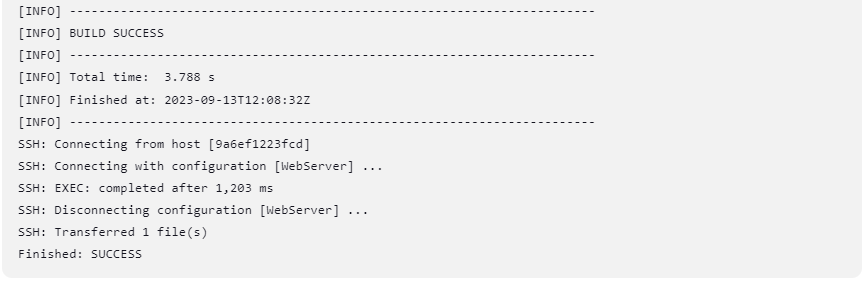 [INFO] ------------------------------------------------------------------------
[INFO] BUILD SUCCESS
[INFO] ------------------------------------------------------------------------
[INFO] Total time:  3.788 s
[INFO] Finished at: 2023-09-13T12:08:32Z
[INFO] ------------------------------------------------------------------------
SSH: Connecting from host [9a6ef1223fcd]
SSH: Connecting with configuration [WebServer] ...
SSH: EXEC: completed after 1,203 ms
SSH: Disconnecting configuration [WebServer] ...
SSH: Transferred 1 file(s)
Finished: SUCCESS